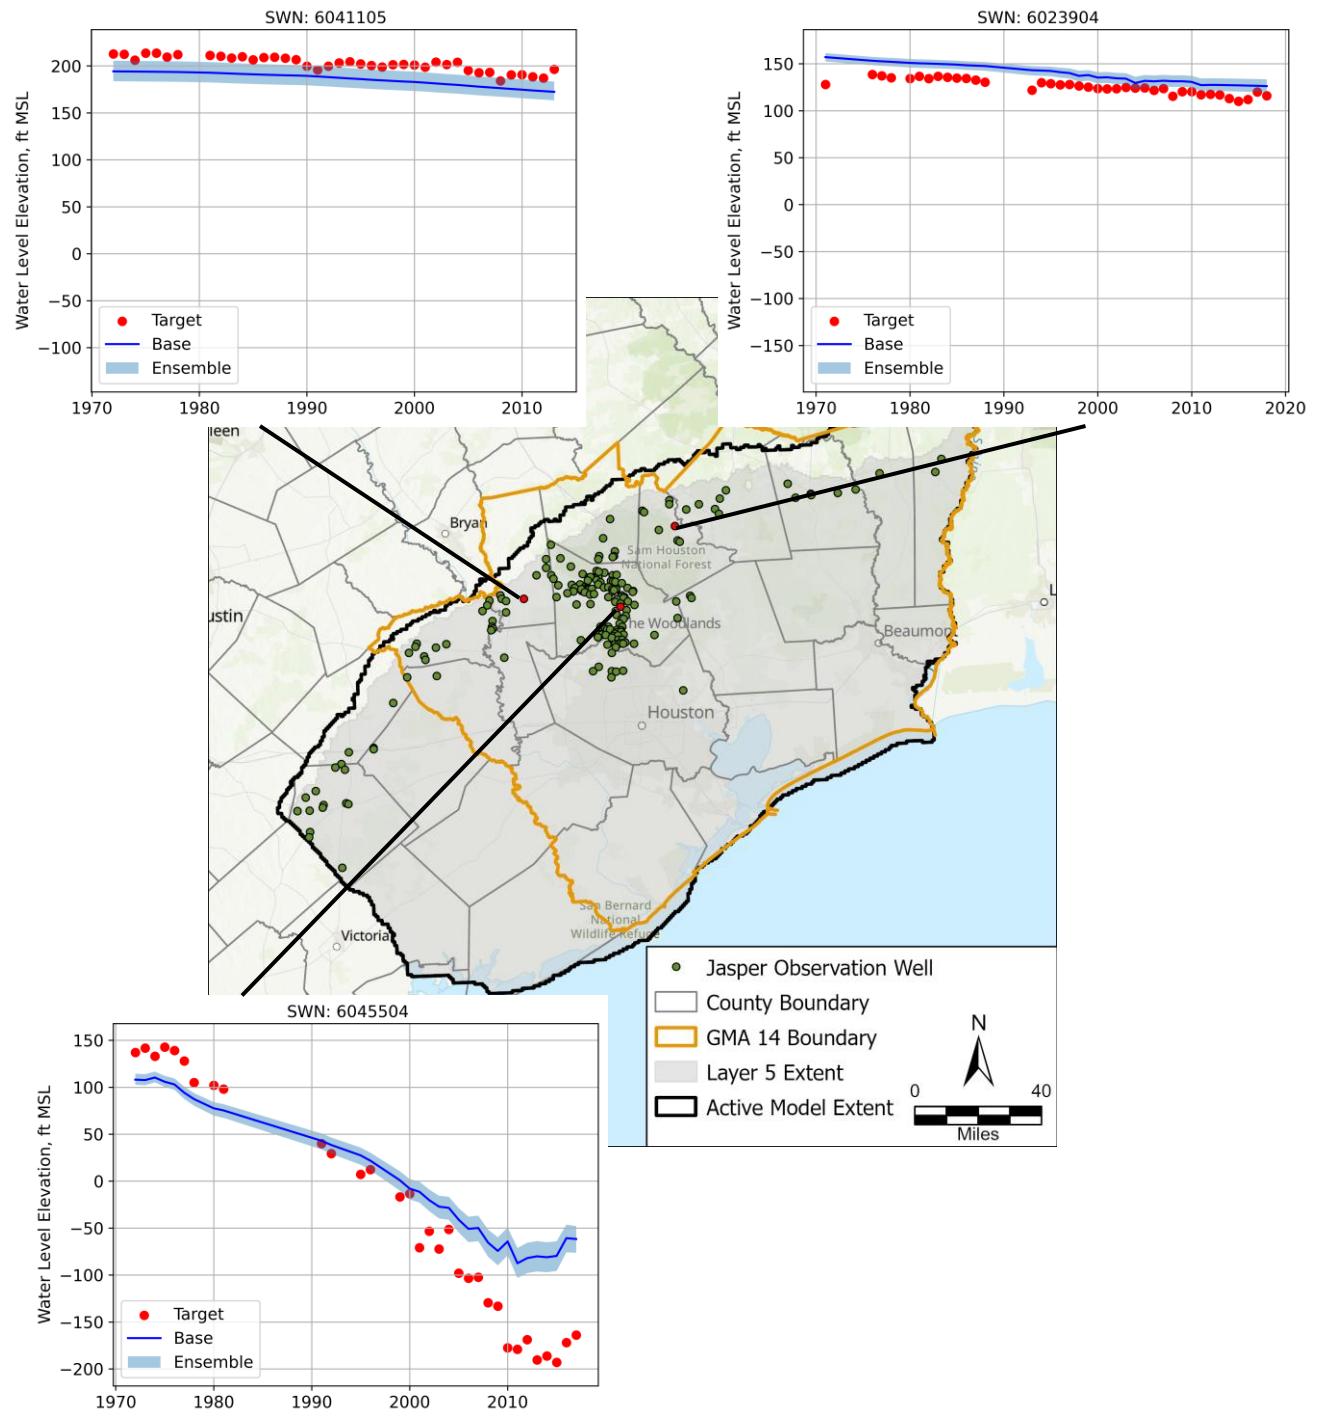 SWN: 6041105
Water Level Elevation, ft MSL
200
150
100
50
0
−50
−100
Target
Base
Ensemble
1970 1980 1990 2000 2010
SWN: 6023904
Water Level Elevation, ft MSL
150
100
50
0
−50
−100
−150
Target
Base
Ensemble
1970 1980 1990 2000 2010 2020
leen
Bryan
Sam Houston
National Forest
ustin
L
he Woodlands
Beaumont
Houston
San Bernard
National
Wildlife Refuge
Victoria
Jasper Observation Well
County Boundary
GMA 14 Boundary
Layer 5 Extent
Active Model Extent
N
0 40
Miles
SWN: 6045504
Water Level Elevation, ft MSL
150
100
50
0
−50
−100
−150
−200
Target
Base
Ensemble
1970 1980 1990 2000 2010